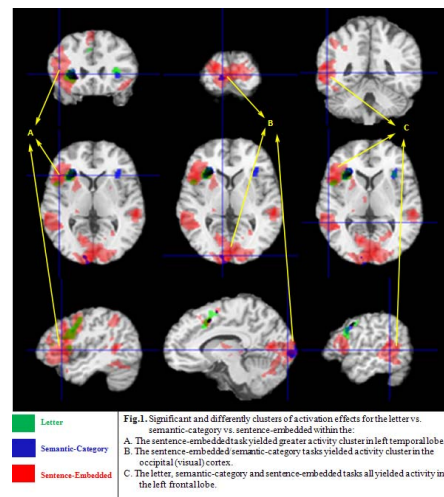 A
B
C
Letter
Semantic-Category
Sentence-Embedded
Fig.1. Significant and differently clusters of activation effects for the letter vs.
semantic-category vs. sentence-embedded within the:
A. The sentence-embedded task yielded greater activity cluster in left temporal lobe.
B. The sentence-embedded/semantic-category tasks yielded activity cluster in the
occipital (visual) cortex.
C. The letter, semantic-category and sentence-embedded tasks all yielded activity in
the left frontal lobe.